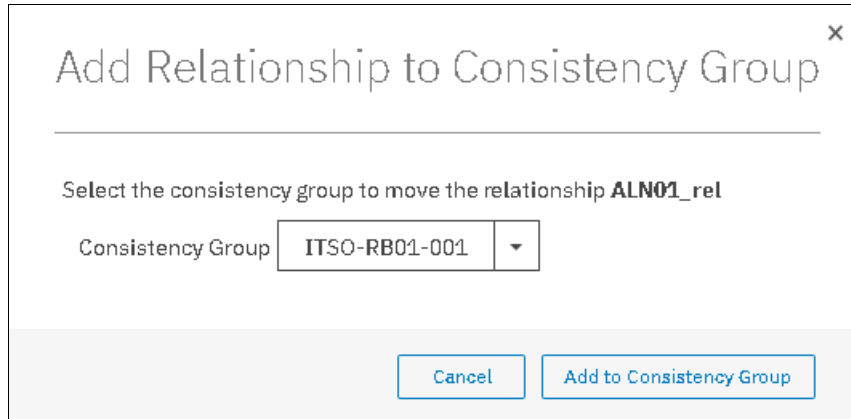 Add Relationship to Consistency Group
Select the consistency group to move the relationship ALN01_rel
Consistency Group ITSO-RB01-001
Cancel Add to Consistency Group